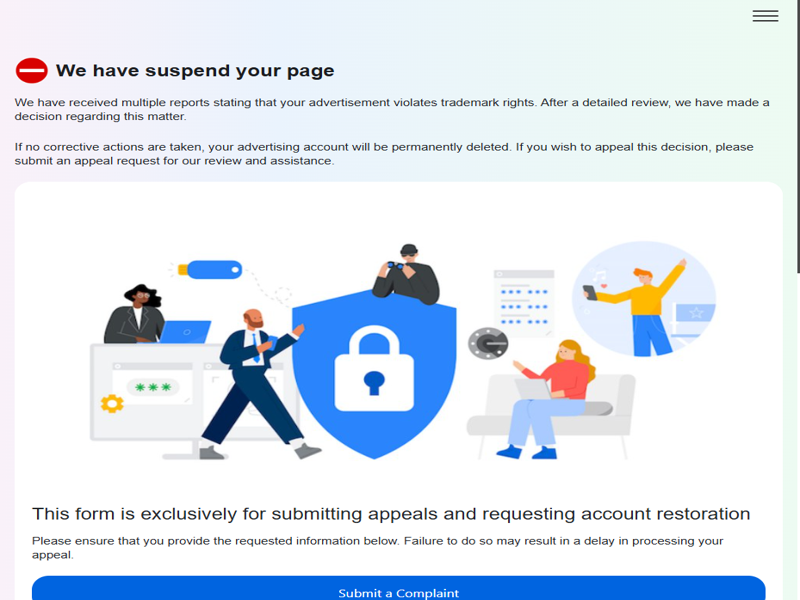 We have suspend your page
We have received multiple reports stating that your advertisement violates trademark rights. After a detailed review, we have made a
decision regarding this matter.
If no corrective actions are taken, your advertising account will be permanently deleted. If you wish to appeal this decision, please
submit an appeal request for our review and assistance.
This form is exclusively for submitting appeals and requesting account restoration
Please ensure that you provide the requested information below. Failure to do so may result in a delay in processing your
appeal.
Submit a Complaint